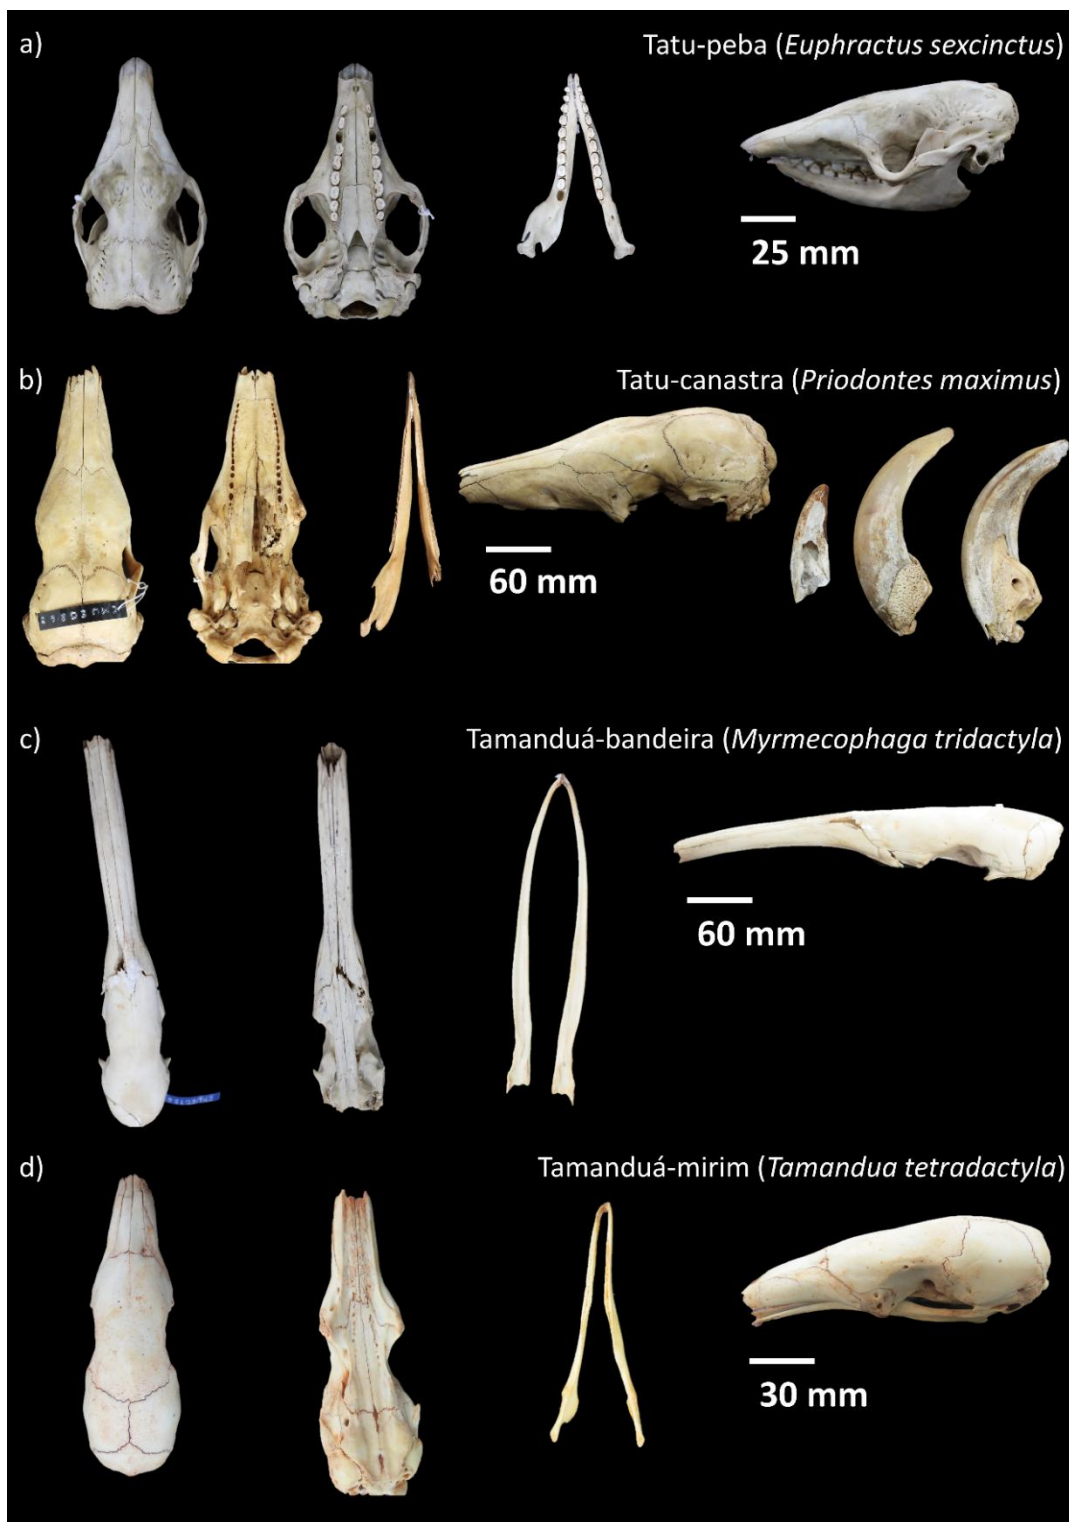 a)
Tatu-peba (Euphractus sexcinctus)
25 mm
b)
Tatu-canastra (Priodontes maximus)
60 mm
c)
Tamanduá-bandeira (Myrmecophaga tridactyla)
60 mm
d)
Tamanduá-mirim (Tamandua tetradactyla)
30 mm